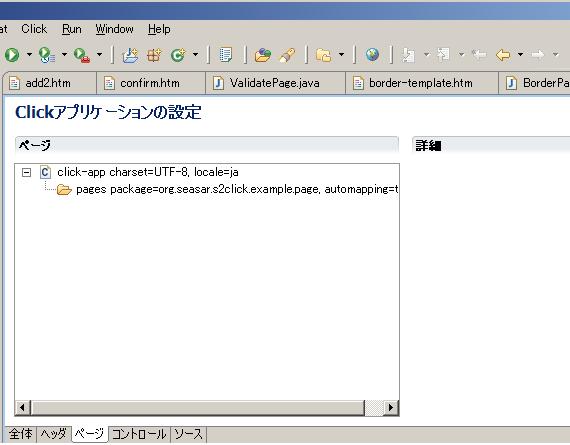 at Click Run Window Help
add2.htm confirm.htm ValidatePage.java border-template.htm BorderPa
Clickアプリケーションの設定
ページ 詳細
click-app charset=UTF-8, locale=ja
pages package=org.seasar.s2click.example.page, automapping=t
全体 ヘッダ ページ コントロール ソース